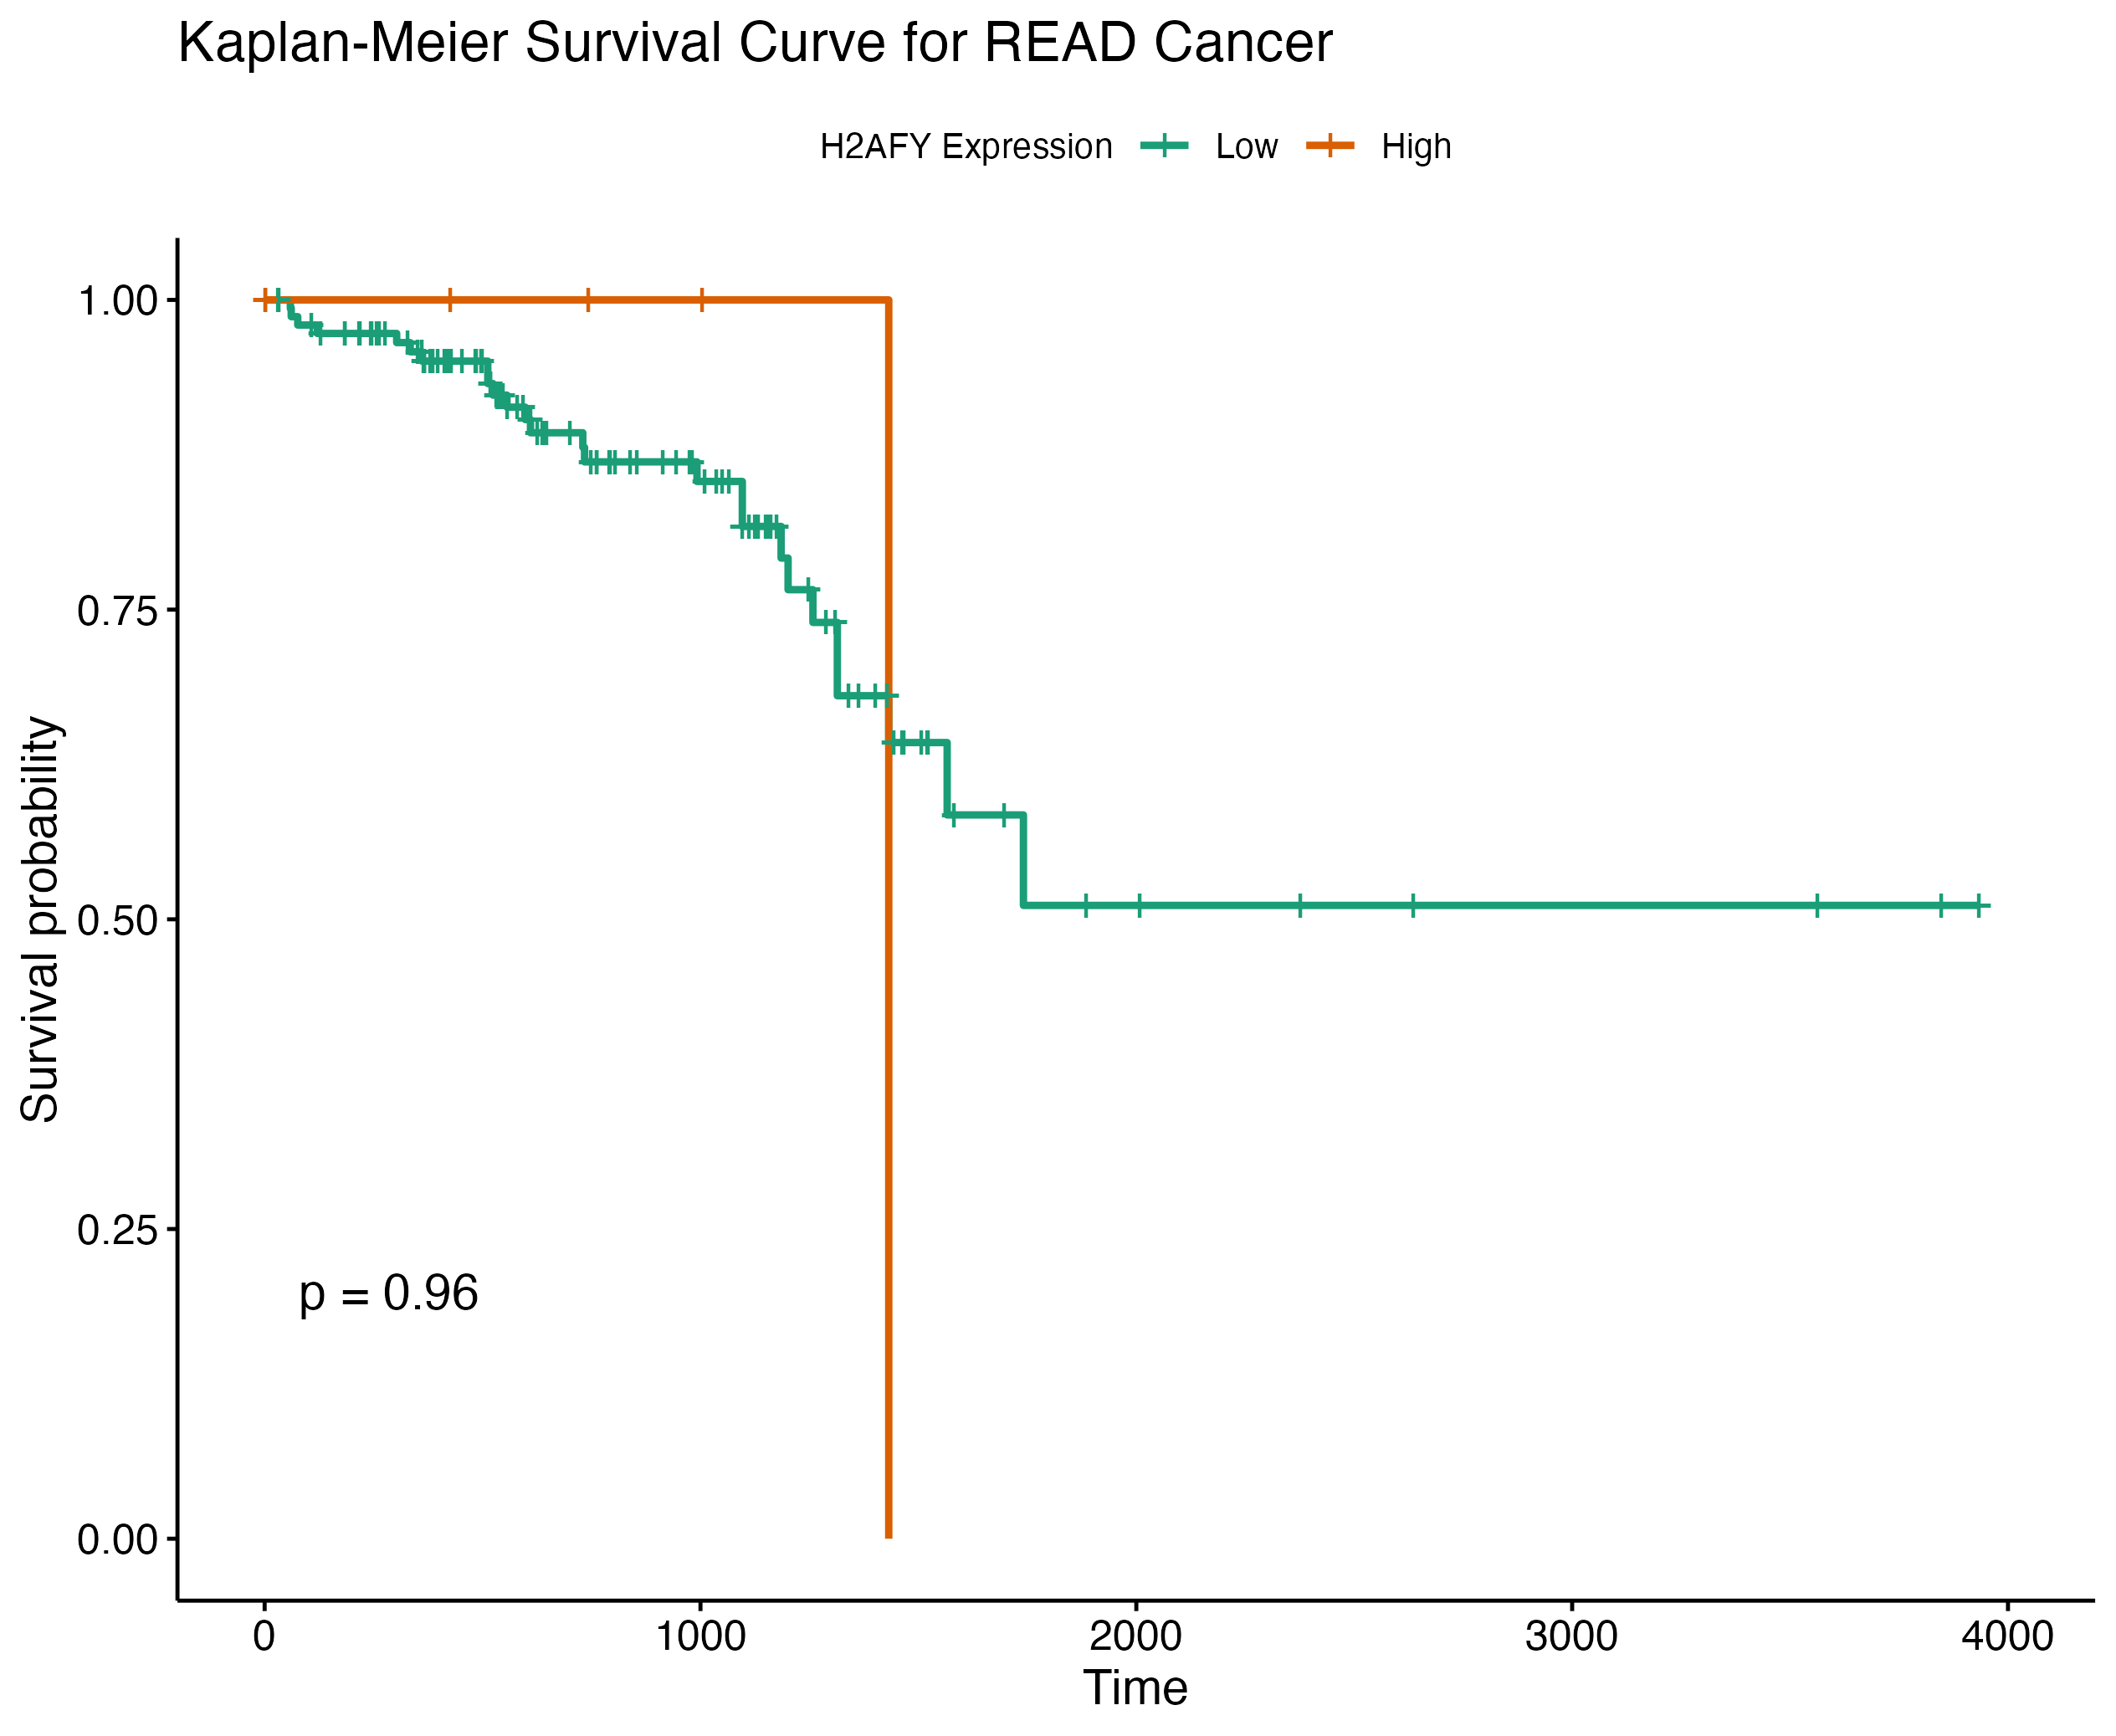 Kaplan-Meier Survival Curve for READ Cancer
H2AFY Expression Low High
Survival probability
1.00
0.75
0.50
0.25
0.00
p = 0.96
0 1000 2000 3000 4000
Time